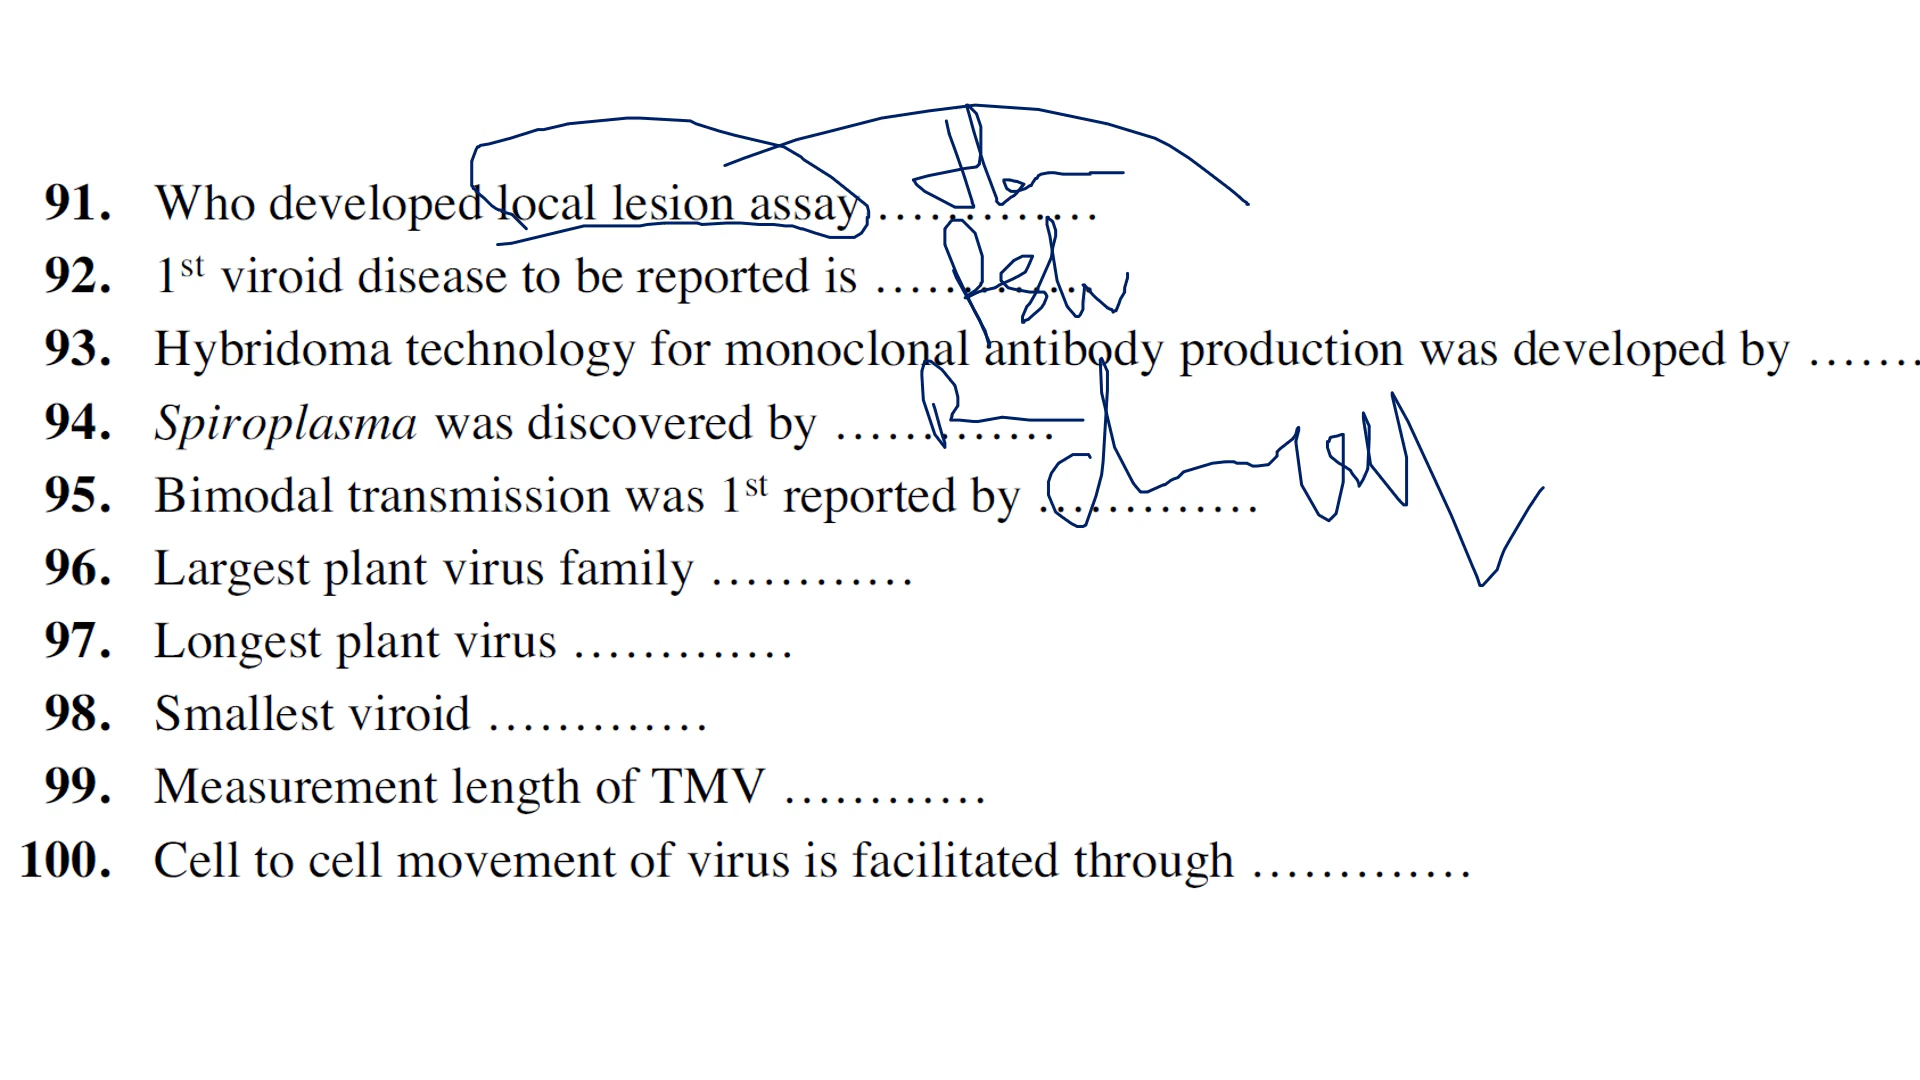 91. Who developed local lesion assay .............
92. 1st viroid disease to be reported is .............
93. Hybridoma technology for monoclonal antibody production was developed by .......
94. Spiroplasma was discovered by .............
95. Bimodal transmission was 1st reported by .............
96. Largest plant virus family ............
97. Longest plant virus .............
98. Smallest viroid .............
99. Measurement length of TMV ............
100. Cell to cell movement of virus is facilitated through .............